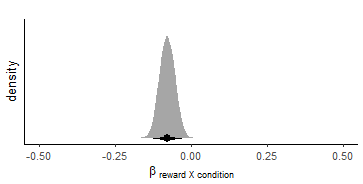 density
-0.50 -0.25 0.00 0.25 0.50
β reward X condition